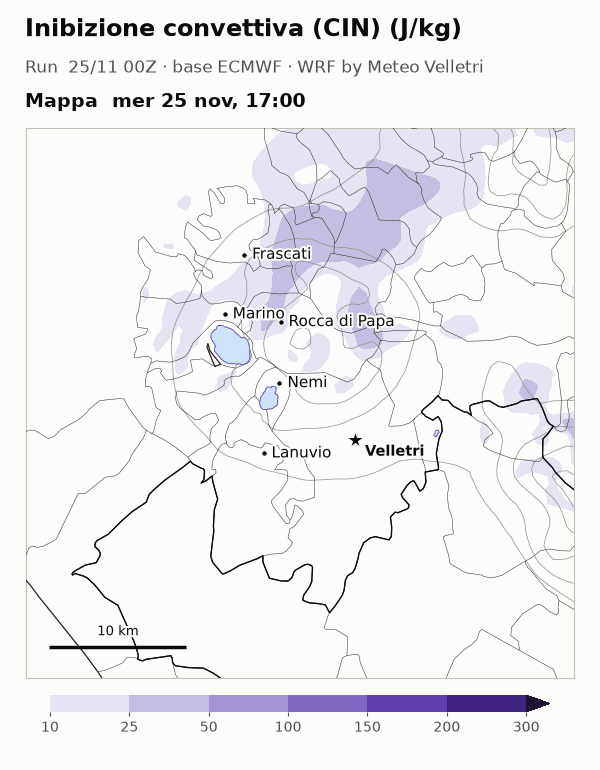 Inibizione convettiva (CIN) (J/kg)
Run  25/11 00Z · base ECMWF · WRF by Meteo Velletri
Mappa  mer 25 nov, 17:00
Frascati
Marino
Rocca di Papa
Nemi
Velletri
Lanuvio
10 km
10 25 50 100 150 200 300